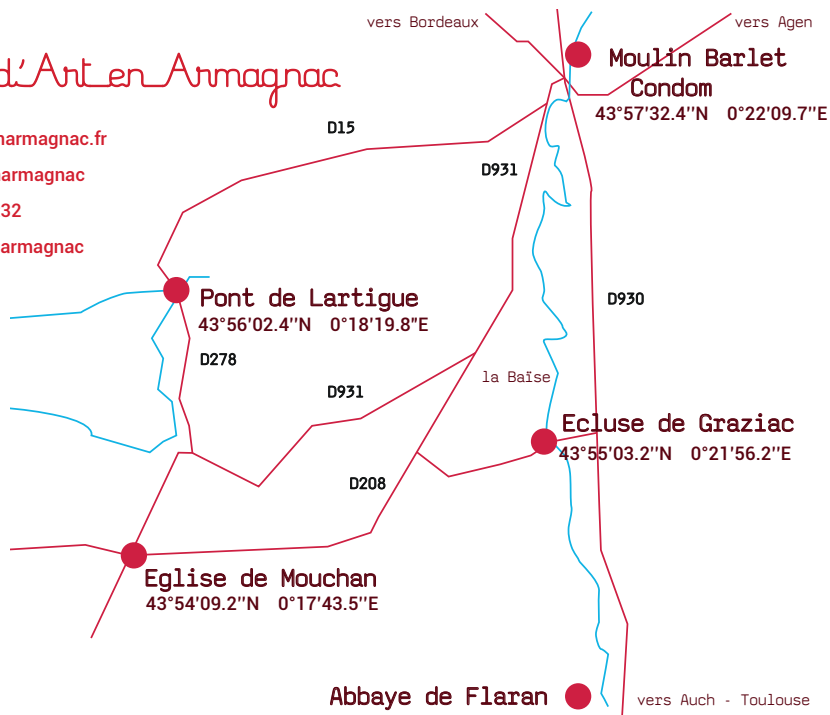 vers Bordeaux
vers Agen
d'Art en Armagnac
Moulin Barlet
Condom
43°57'32.4''N 0°22'09.7''E
armagnac.fr
armagnac
32
armagnac
D15
D931
Pont de Lartigue
43°56'02.4''N 0°18'19.8"E
D930
D278
la Baïse
D931
Ecluse de Graziac
43°55'03.2''N 0°21'56.2''E
D208
Eglise de Mouchan
43°54'09.2''N 0°17'43.5''E
Abbaye de Flaran
vers Auch - Toulouse